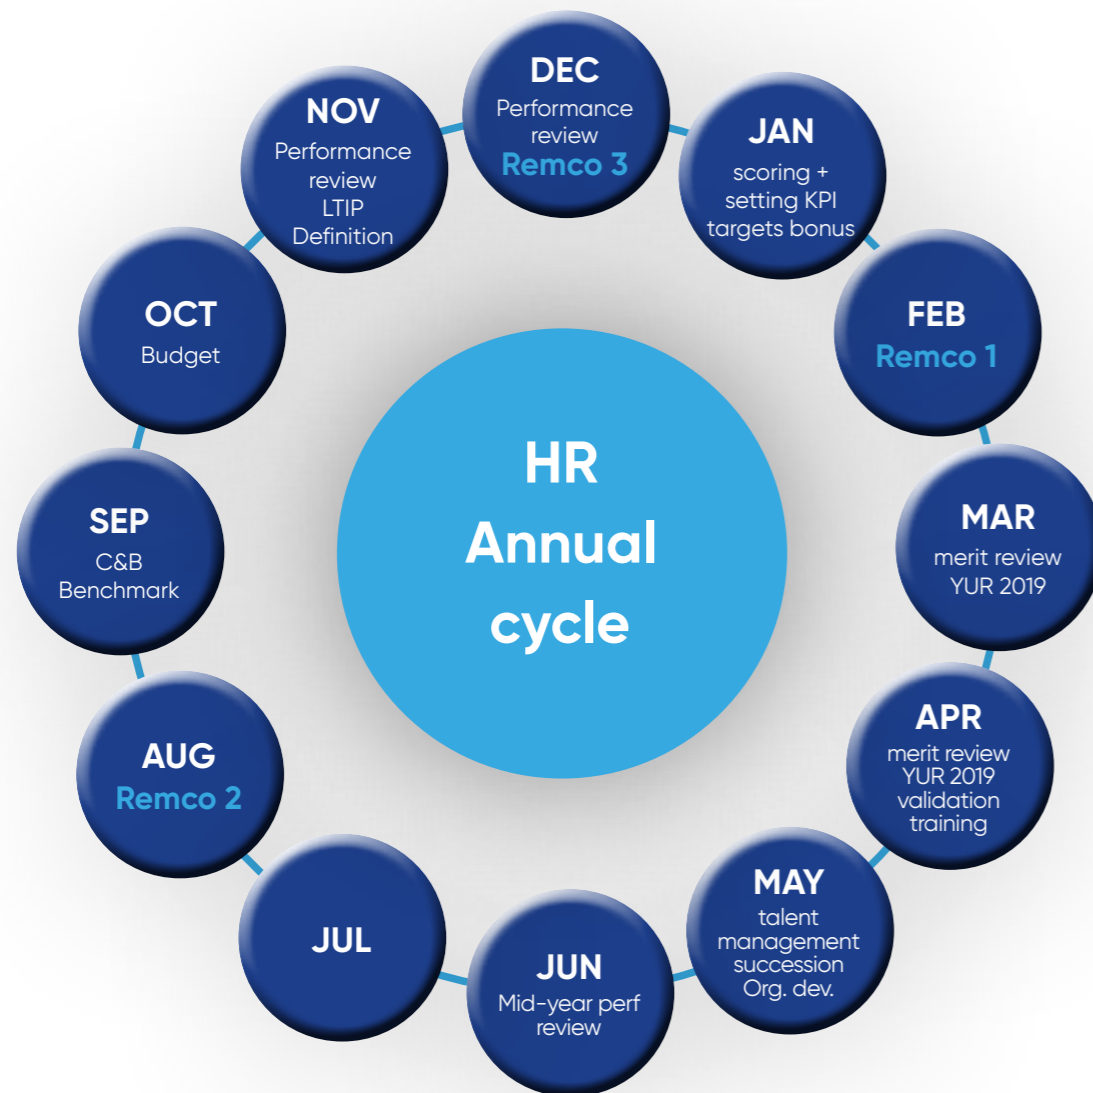 HR
Annual
cycle
DEC
Performance
review
Remco 3
JAN
scoring +
setting KPI
targets bonus
FEB
Remco 1
MAR
merit review
YUR 2019
APR
merit review
YUR 2019
validation
training
MAY
talent
management
succession
Org. dev.
JUN
Mid-year perf
review
JUL
AUG
Remco 2
SEP
C&B
Benchmark
OCT
Budget
NOV
Performance
review
LTIP
Definition